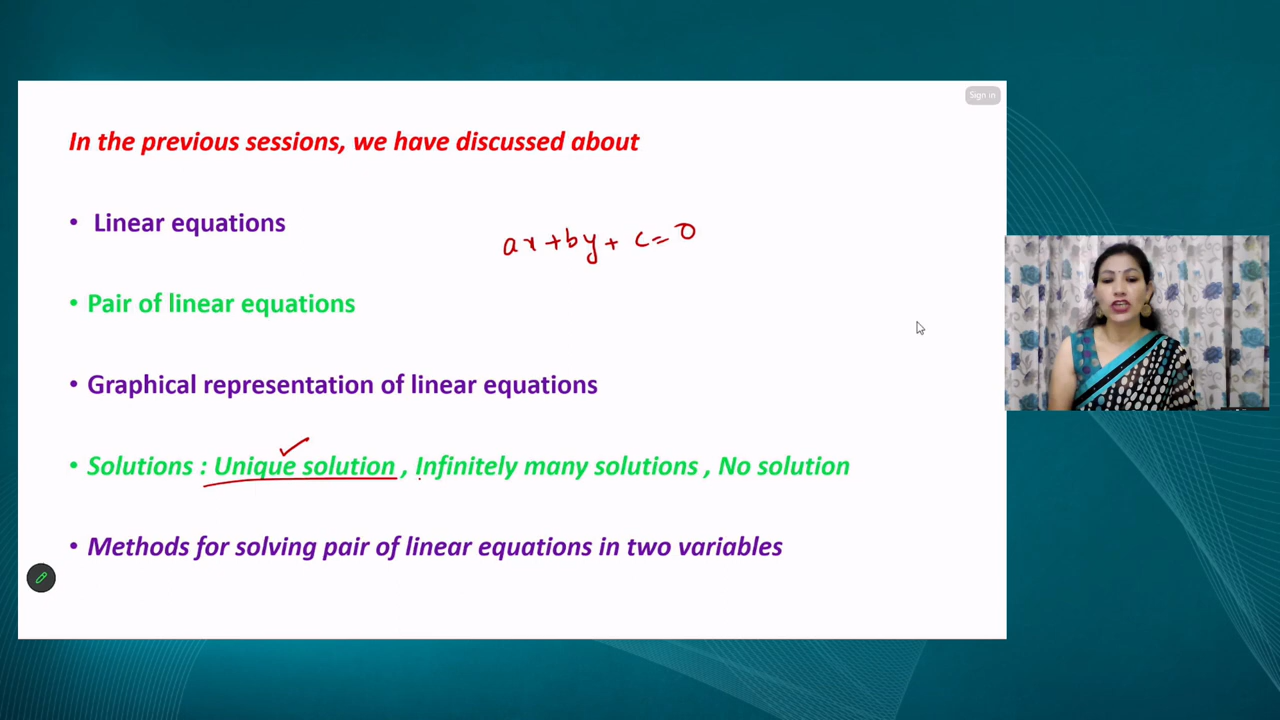 Sign in
In the previous sessions, we have discussed about
• Linear equations
ax+by+ c=0
• Pair of linear equations
• Graphical representation of linear equations
• Solutions : Unique solution , Infinitely many solutions , No solution
• Methods for solving pair of linear equations in two variables